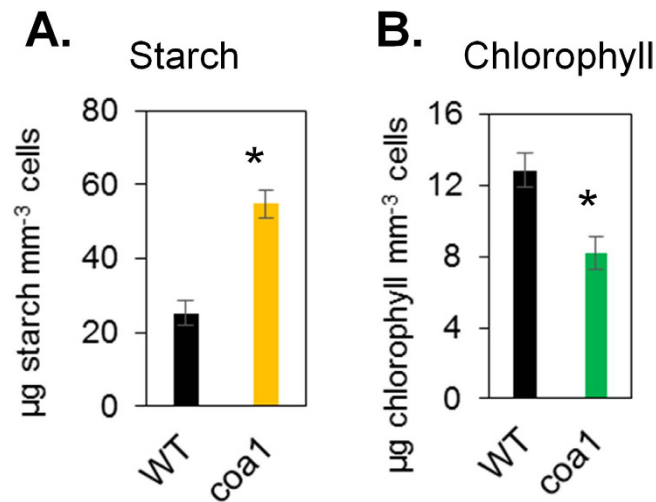 A.
Starch
µg starch mm⁻³ cells
80
60
40
20
0
*
WT
coa1
B.
Chlorophyll
µg chlorophyll mm⁻³ cells
16
12
8
4
0
*
WT
coa1